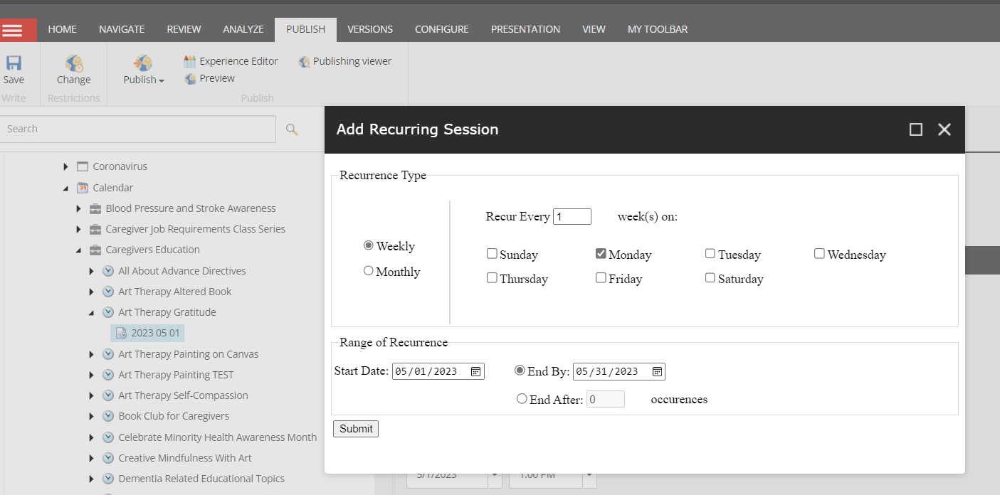 HOME NAVIGATE REVIEW ANALYZE PUBLISH VERSIONS CONFIGURE PRESENTATION VIEW MY TOOLBAR
Save
Write
Change
Restrictions
Publish
Experience Editor
Preview
Publishing viewer
Publish
Search
Coronavirus
31
Calendar
Blood Pressure and Stroke Awareness
Caregiver Job Requirements Class Series
Caregivers Education
All About Advance Directives
Art Therapy Altered Book
Art Therapy Gratitude
2023 05 01
Art Therapy Painting on Canvas
Art Therapy Painting TEST
Art Therapy Self-Compassion
Book Club for Caregivers
Celebrate Minority Health Awareness Month
Creative Mindfulness With Art
Dementia Related Educational Topics
Add Recurring Session
Recurrence Type
Weekly
Monthly
Recur Every 1 week(s) on:
Sunday Monday Tuesday Wednesday
Thursday Friday Saturday
Range of Recurrence
Start Date: 05/01/2023 End By: 05/31/2023
End After: 0 occurences
Submit
5/1/2023 1:00 PM